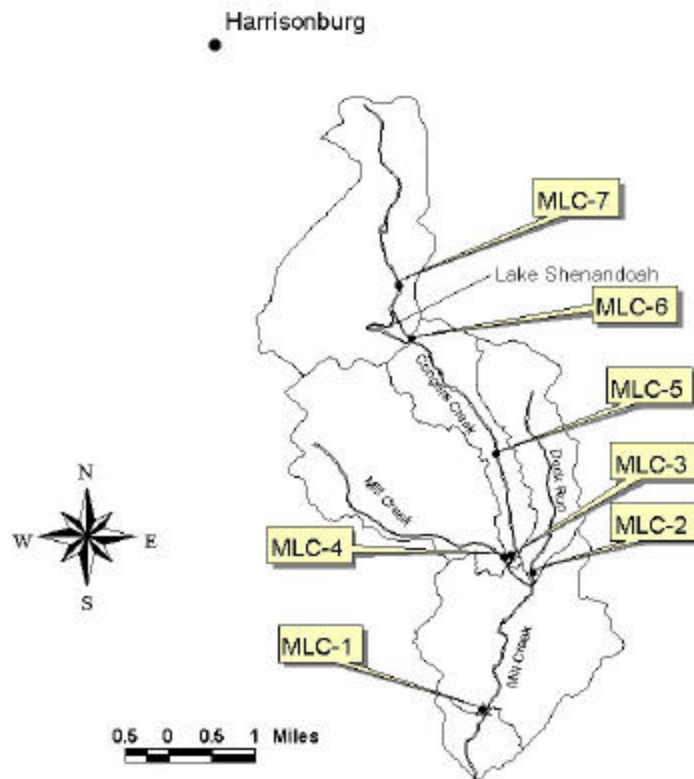 Harrisonburg
MLC-7
Lake Shenandoah
MLC-6
Congers Creek
MLC-5
MLC-3
Mill Creek
Dark Run
MLC-2
MLC-4
N
W E
S
MLC-1
Mill Creek
0.5 0 0.5 1 Miles